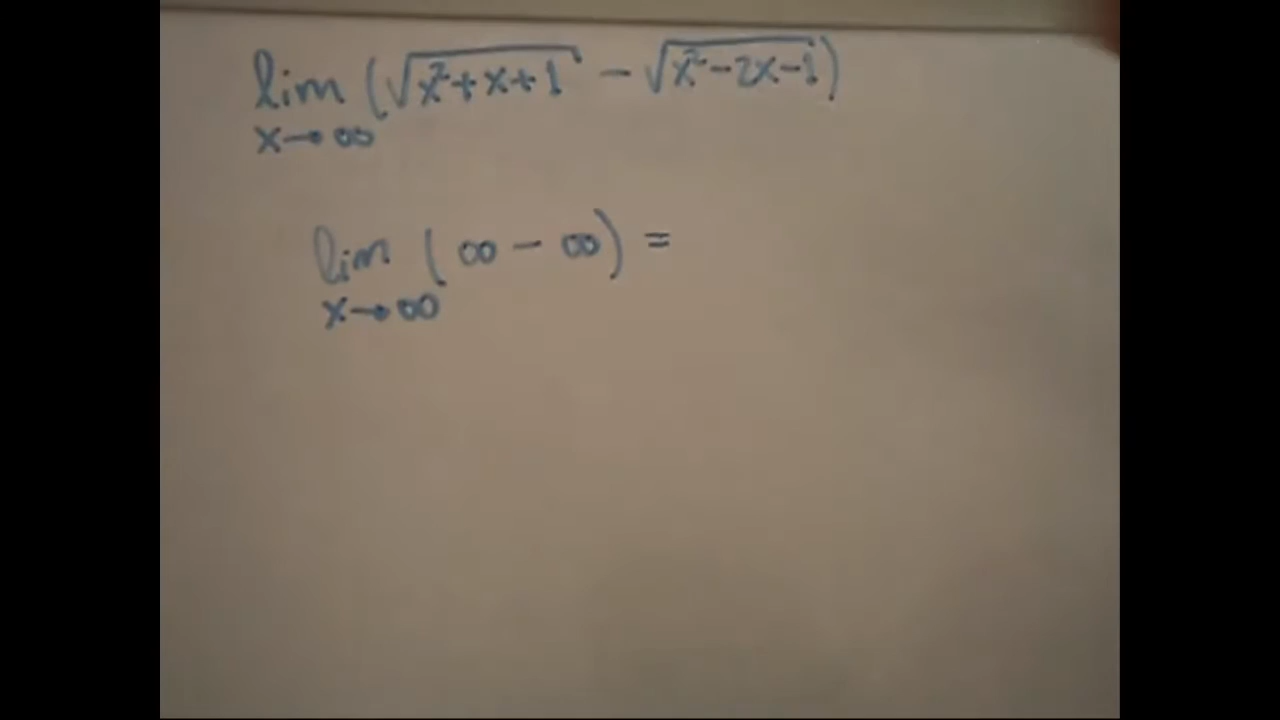 lim (√x²+x+1 − √x²−2x−1)
x→∞
lim (∞ − ∞) =
x→∞